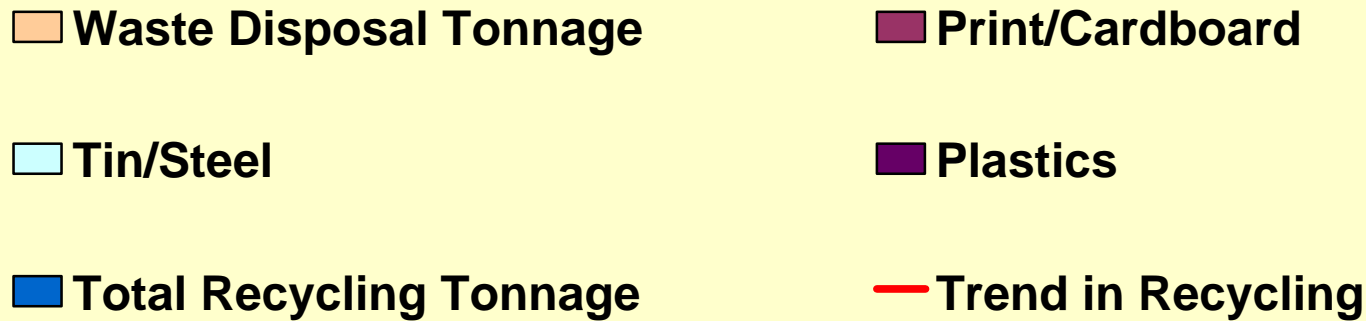 Waste Disposal Tonnage Print/Cardboard
Tin/Steel Plastics
Total Recycling Tonnage Trend in Recycling